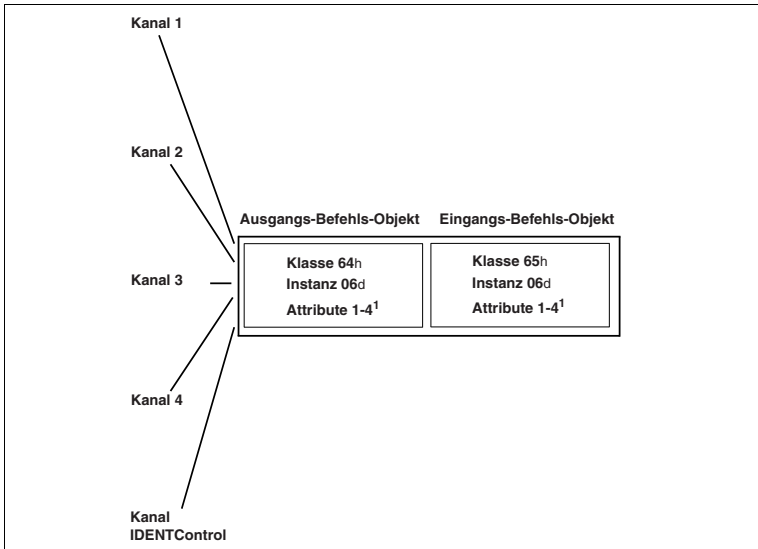 Kanal 1
Kanal 2
Ausgangs-Befehls-Objekt
Eingangs-Befehls-Objekt
Klasse 64h
Instanz 06d
Attribute 1-4¹
Klasse 65h
Instanz 06d
Attribute 1-4¹
Kanal 3
Kanal 4
Kanal
IDENTControl